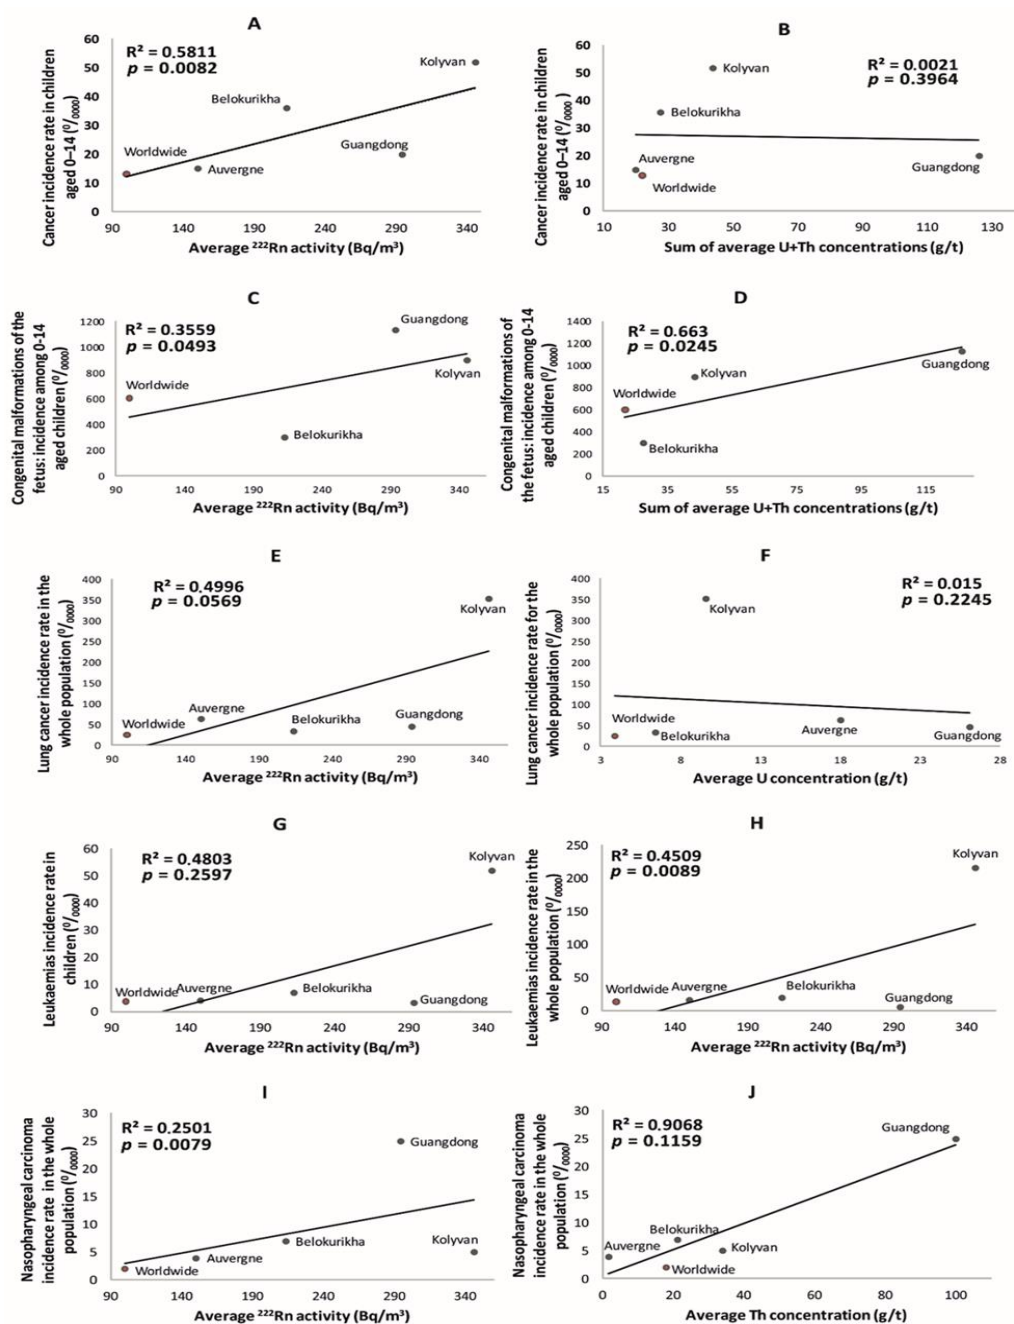 A
Cancer incidence rate in children
aged 0–14 (⁰/₀₀₀₀)
60
50
40
30
20
10
0
R² = 0.5811
p = 0.0082
Kolyvan
Belokurikha
Guangdong
Worldwide
Auvergne
90 140 190 240 290 340
Average ²²²Rn activity (Bq/m³)
B
Cancer incidence rate in children
aged 0–14 (⁰/₀₀₀₀)
60
50
40
30
20
10
0
R² = 0.0021
p = 0.3964
Kolyvan
Belokurikha
Auvergne
Guangdong
Worldwide
10 30 50 70 90 110 130
Sum of average U+Th concentrations (g/t)
C
Congenital malformations of the
fetus: incidence among 0-14
aged children (⁰/₀₀₀₀)
1200
1000
800
600
400
200
0
R² = 0.3559
p = 0.0493
Guangdong
Kolyvan
Worldwide
Belokurikha
90 140 190 240 290 340
Average ²²²Rn activity (Bq/m³)
D
Congenital malformations of
the fetus: incidence among 0-14
aged children (⁰/₀₀₀₀)
1400
1200
1000
800
600
400
200
0
R² = 0.663
p = 0.0245
Guangdong
Kolyvan
Worldwide
Belokurikha
15 35 55 75 95 115
Sum of average U+Th concentrations (g/t)
E
Lung cancer incidence rate in the
whole population (⁰/₀₀₀₀)
400
350
300
250
200
150
100
50
0
R² = 0.4996
p = 0.0569
Kolyvan
Auvergne
Worldwide
Belokurikha
Guangdong
90 140 190 240 290 340
Average ²²²Rn activity (Bq/m³)
F
Lung cancer incidence rate for the
whole population (⁰/₀₀₀₀)
400
350
300
250
200
150
100
50
0
R² = 0.015
p = 0.2245
Kolyvan
Worldwide
Belokurikha
Auvergne
Guangdong
3 8 13 18 23 28
Average U concentration (g/t)
G
Leukaemias incidence rate in
children (⁰/₀₀₀₀)
60
50
40
30
20
10
0
R² = 0.4803
p = 0.2597
Kolyvan
Worldwide
Auvergne
Belokurikha
Guangdong
90 140 190 240 290 340
Average ²²²Rn activity (Bq/m³)
H
Leukaemias incidence rate in the
whole population (⁰/₀₀₀₀)
250
200
150
100
50
0
R² = 0.4509
p = 0.0089
Kolyvan
Worldwide
Auvergne
Belokurikha
Guangdong
90 140 190 240 290 340
Average ²²²Rn activity (Bq/m³)
I
Nasopharyngeal carcinoma
incidence rate in the whole
population (⁰/₀₀₀₀)
30
25
20
15
10
5
0
R² = 0.2501
p = 0.0079
Guangdong
Belokurikha
Kolyvan
Auvergne
Worldwide
90 140 190 240 290 340
Average ²²²Rn activity (Bq/m³)
J
Nasopharyngeal carcinoma
incidence rate in the whole
population (⁰/₀₀₀₀)
30
25
20
15
10
5
0
R² = 0.9068
p = 0.1159
Guangdong
Belokurikha
Auvergne
Kolyvan
Worldwide
0 20 40 60 80 100
Average Th concentration (g/t)